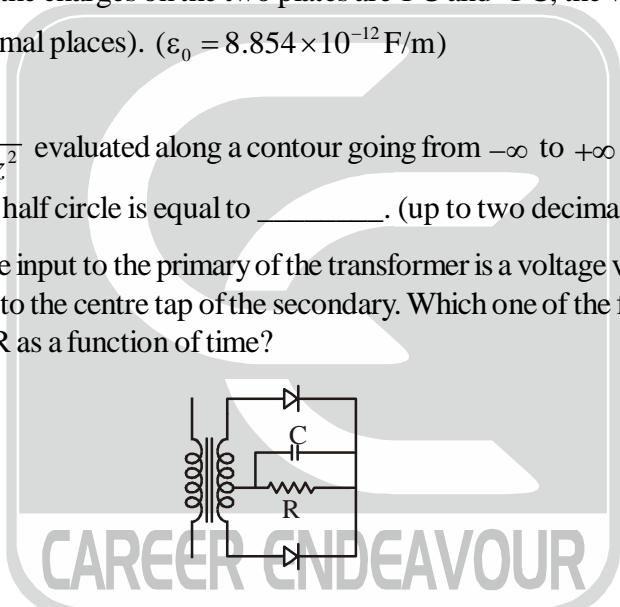 the charges on the two plates are
mal places). (ε₀ = 8.854×10⁻¹² F/m)
z² evaluated along a contour going from −∞ to +∞
half circle is equal to ________. (up to two decima
e input to the primary of the transformer is a voltage v
to the centre tap of the secondary. Which one of the f
R as a function of time?
C
R
CAREER ENDEAVOUR